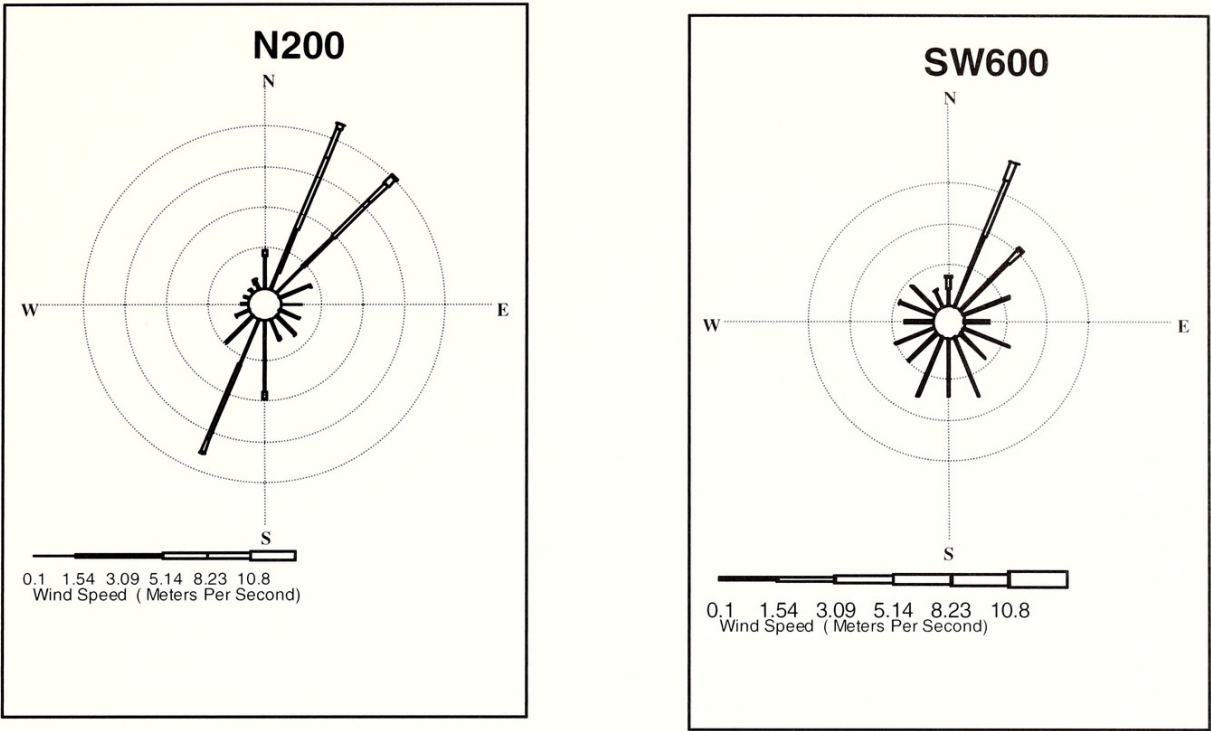 N200
N
W
E
S
0.1 1.54 3.09 5.14 8.23 10.8
Wind Speed ( Meters Per Second)
SW600
N
W
E
S
0.1 1.54 3.09 5.14 8.23 10.8
Wind Speed ( Meters Per Second)